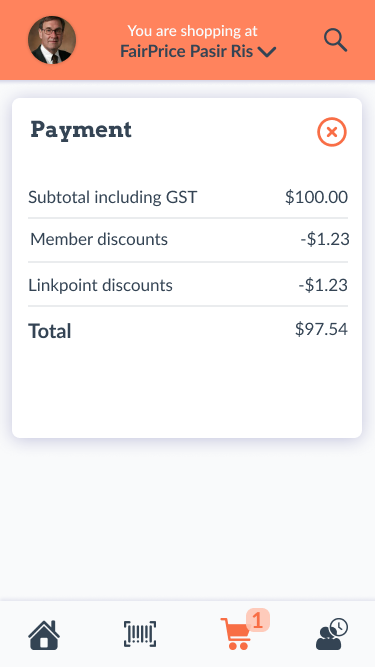 You are shopping at
FairPrice Pasir Ris
Payment
Subtotal including GST $100.00
Member discounts -$1.23
Linkpoint discounts -$1.23
Total $97.54
1